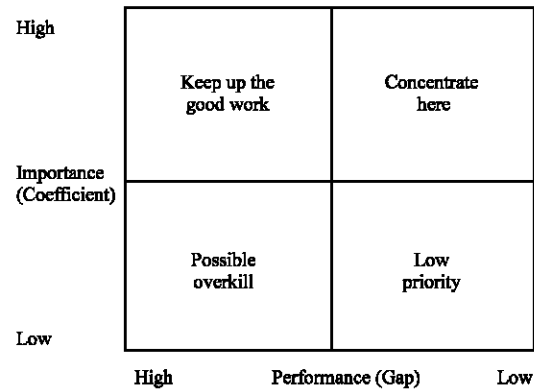 High
Keep up the
good work
Concentrate
here
Importance
(Coefficient)
Possible
overkill
Low
priority
Low
High
Performance (Gap)
Low